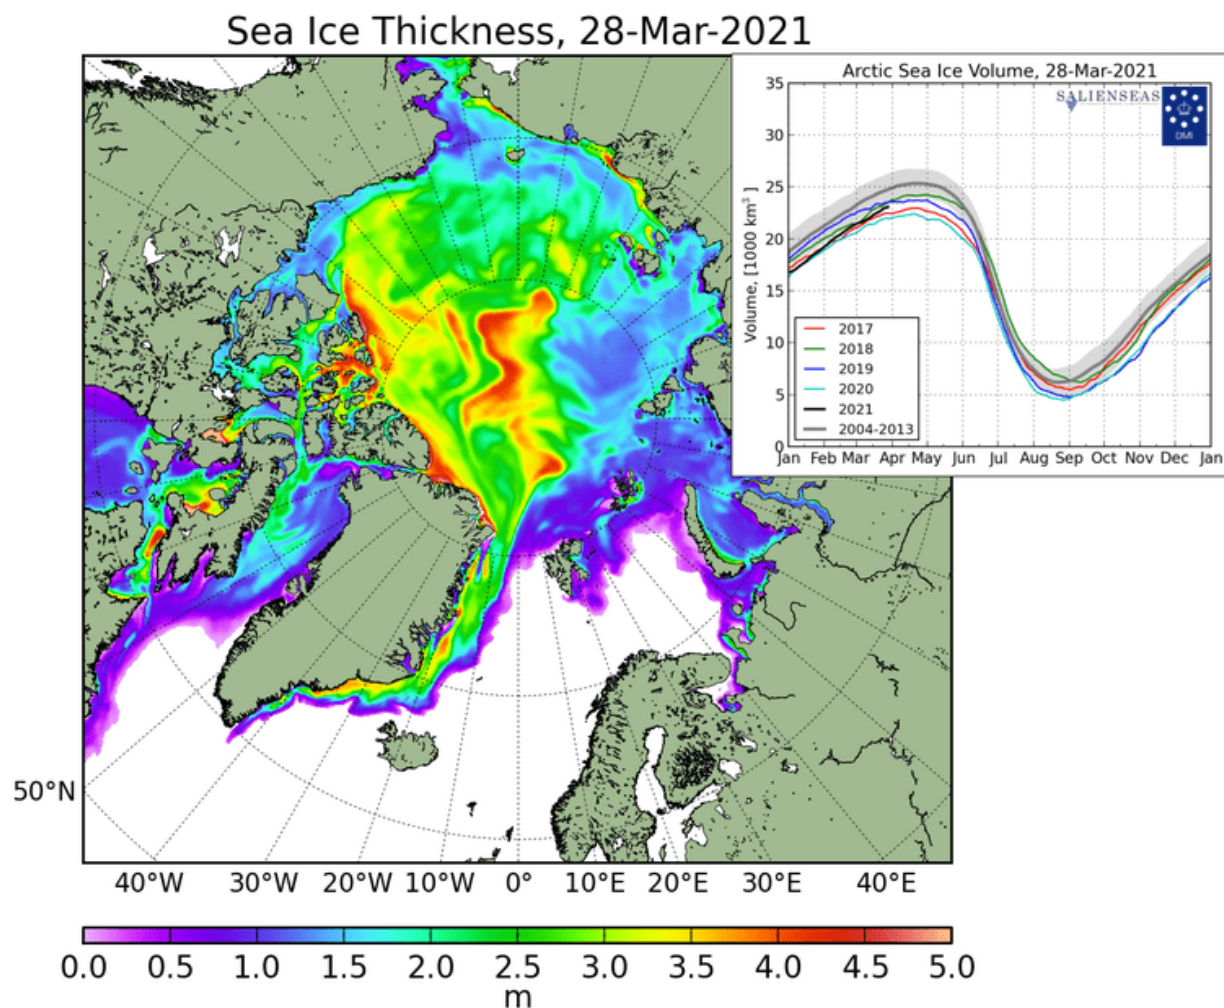 Sea Ice Thickness, 28-Mar-2021
Arctic Sea Ice Volume, 28-Mar-2021
SALIENSEAS
DMI
Volume, [1000 km³ ]
35
30
25
20
15
10
5
0
2017
2018
2019
2020
2021
2004-2013
Jan Feb Mar Apr May Jun Jul Aug Sep Oct Nov Dec Jan
50°N
40°W 30°W 20°W 10°W 0° 10°E 20°E 30°E 40°E
0.0 0.5 1.0 1.5 2.0 2.5 3.0 3.5 4.0 4.5 5.0
m